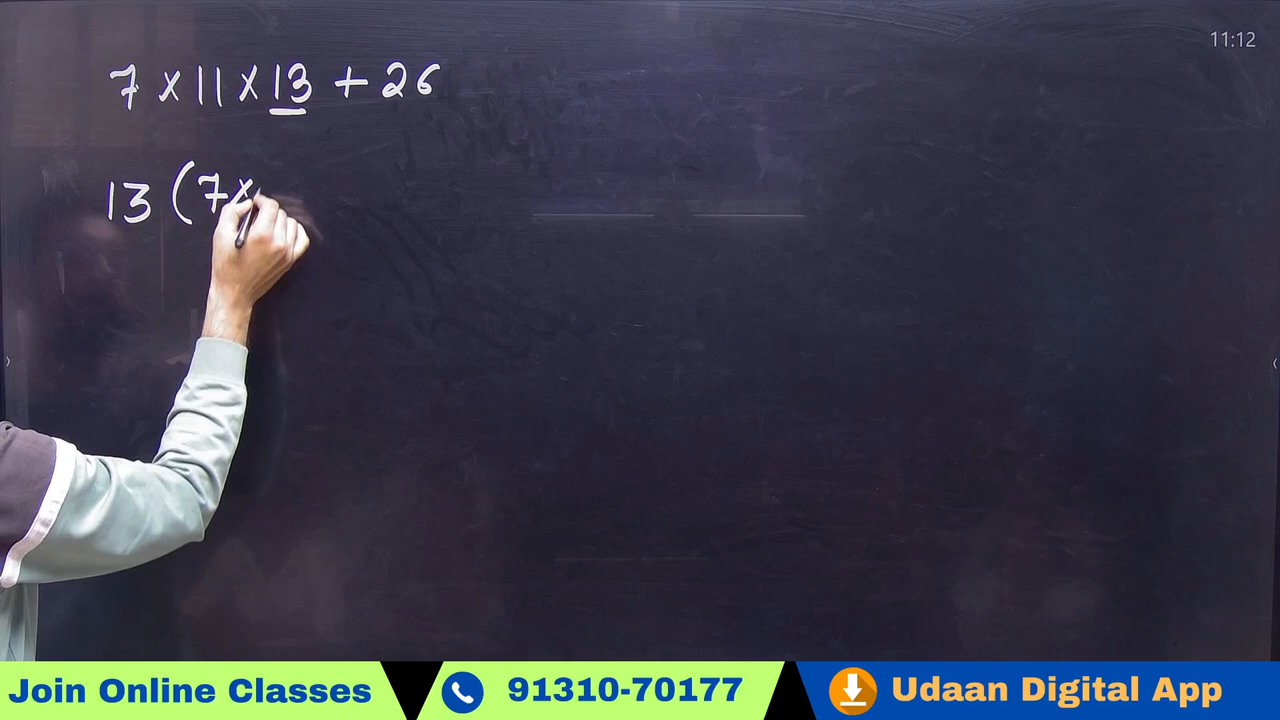 11:12
7 × 11 × 13 + 26
13 (7 ×
Join Online Classes
91310-70177
Udaan Digital App